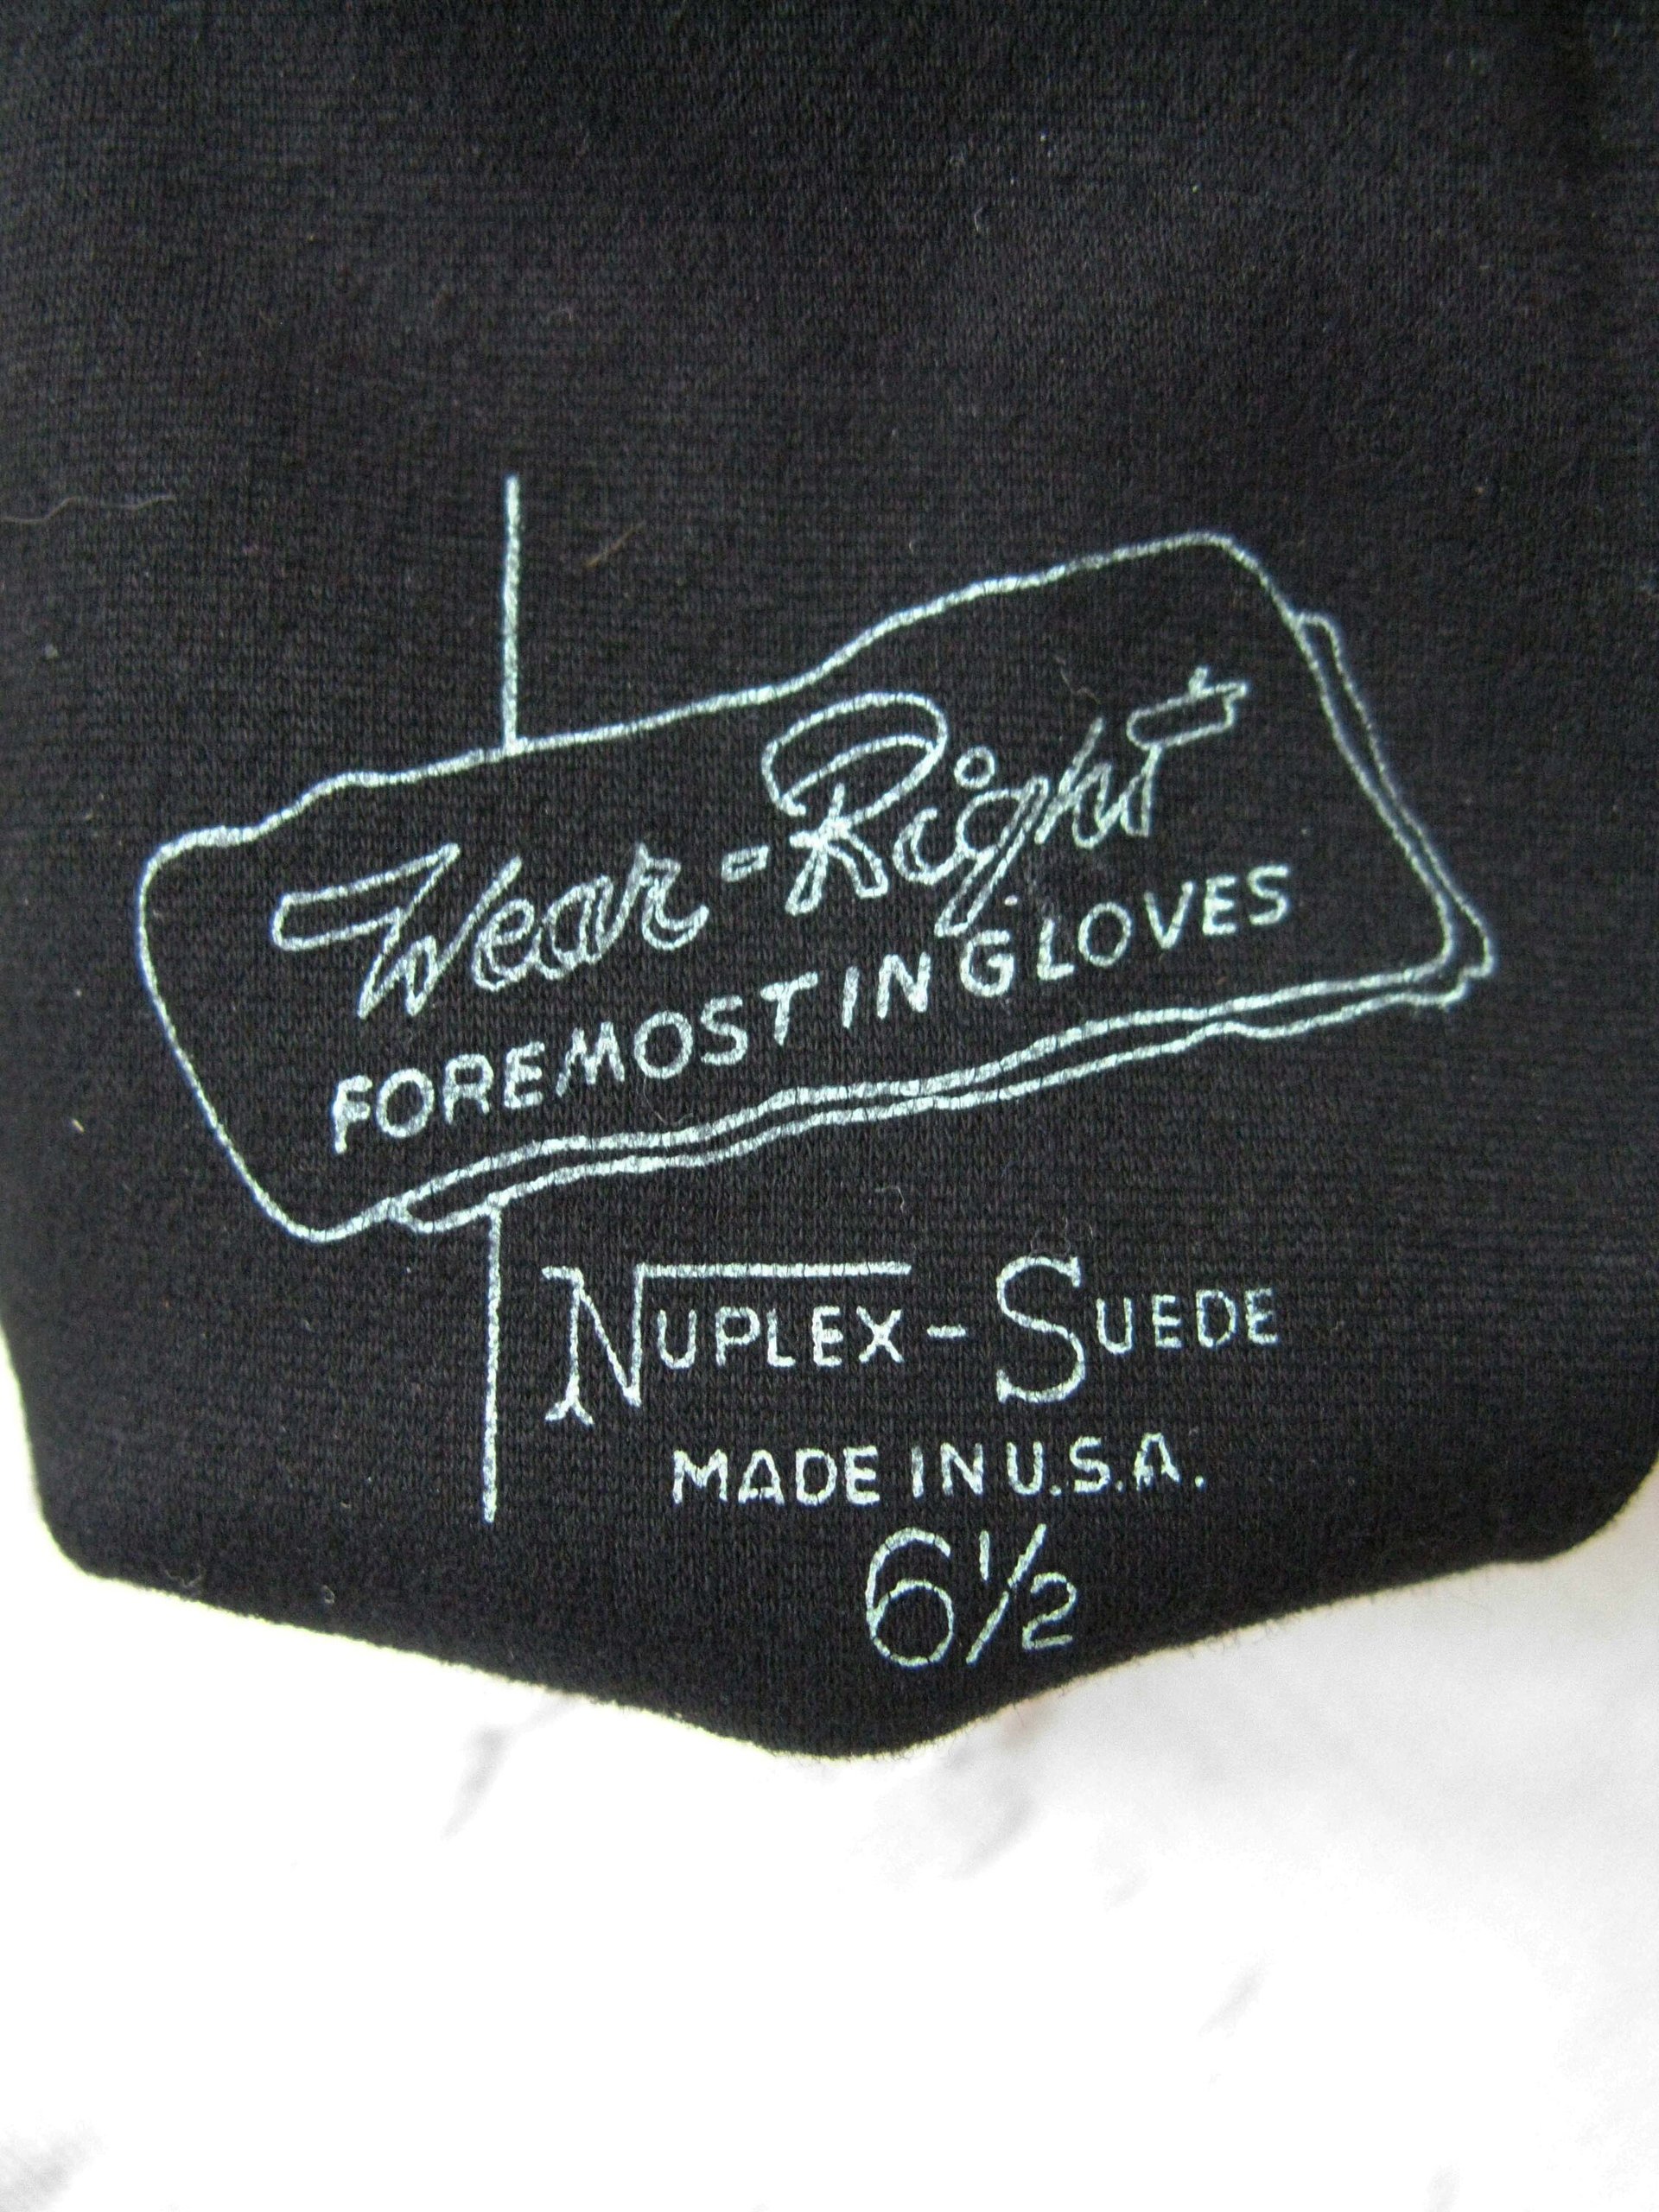 Wear-Right
FOREMOST IN GLOVES
NUPLEX-SUEDE
MADE IN U.S.A.
6½